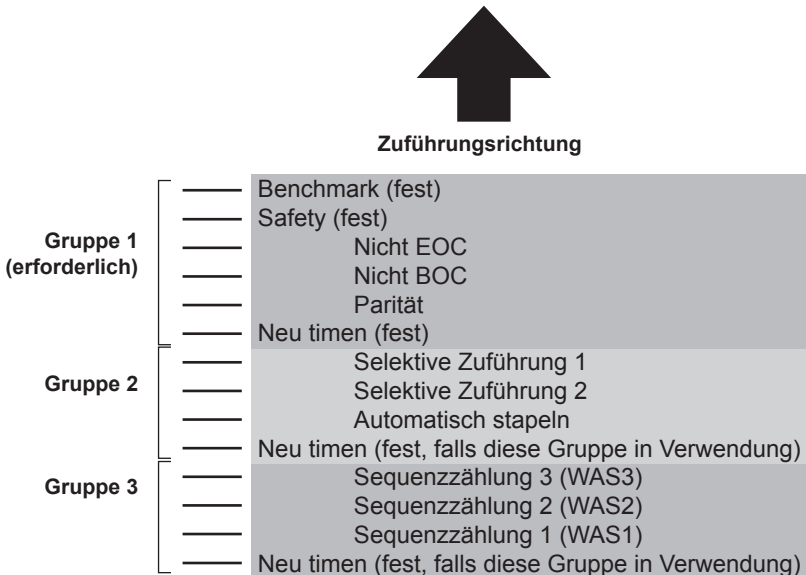 Zuführungsrichtung
Gruppe 1
(erforderlich)
Benchmark (fest)
Safety (fest)
Nicht EOC
Nicht BOC
Parität
Neu timen (fest)
Gruppe 2
Selektive Zuführung 1
Selektive Zuführung 2
Automatisch stapeln
Neu timen (fest, falls diese Gruppe in Verwendung)
Gruppe 3
Sequenzzählung 3 (WAS3)
Sequenzzählung 2 (WAS2)
Sequenzzählung 1 (WAS1)
Neu timen (fest, falls diese Gruppe in Verwendung)